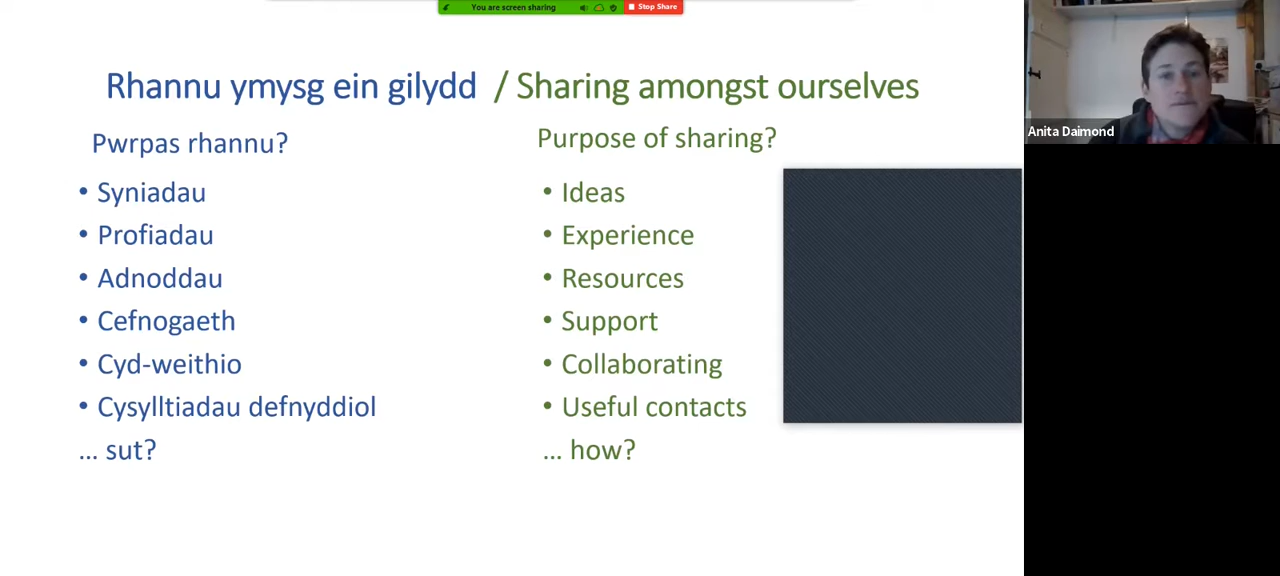 You are screen sharing
Stop Share
Rhannu ymysg ein gilydd / Sharing amongst ourselves
Pwrpas rhannu?
• Syniadau
• Profiadau
• Adnoddau
• Cefnogaeth
• Cyd-weithio
• Cysylltiadau defnyddiol
... sut?
Purpose of sharing?
• Ideas
• Experience
• Resources
• Support
• Collaborating
• Useful contacts
... how?
Anita Daimond